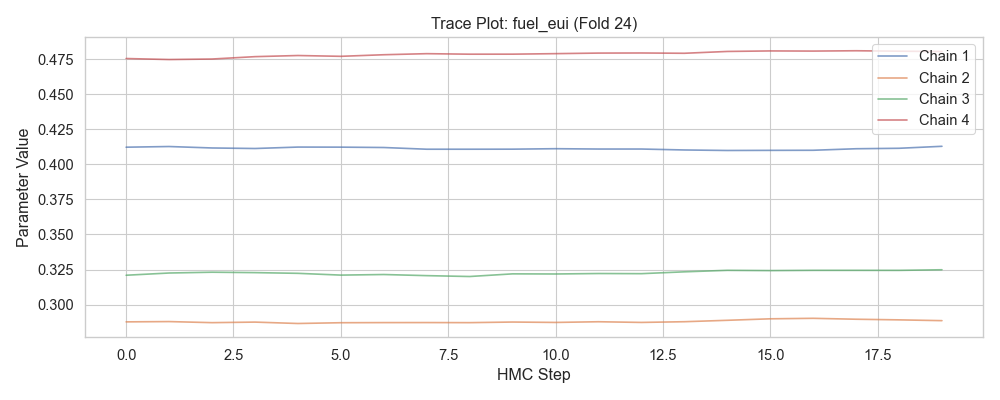 Trace Plot: fuel_eui (Fold 24)
Parameter Value
0.475
0.450
0.425
0.400
0.375
0.350
0.325
0.300
Chain 1
Chain 2
Chain 3
Chain 4
0.0 2.5 5.0 7.5 10.0 12.5 15.0 17.5
HMC Step